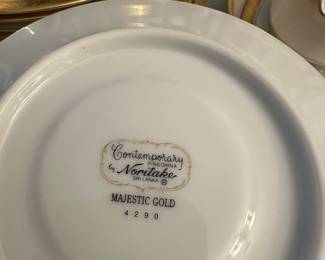 Contemporary
FINE CHINA
by Noritake
SRI LANKA
MAJESTIC GOLD
4290